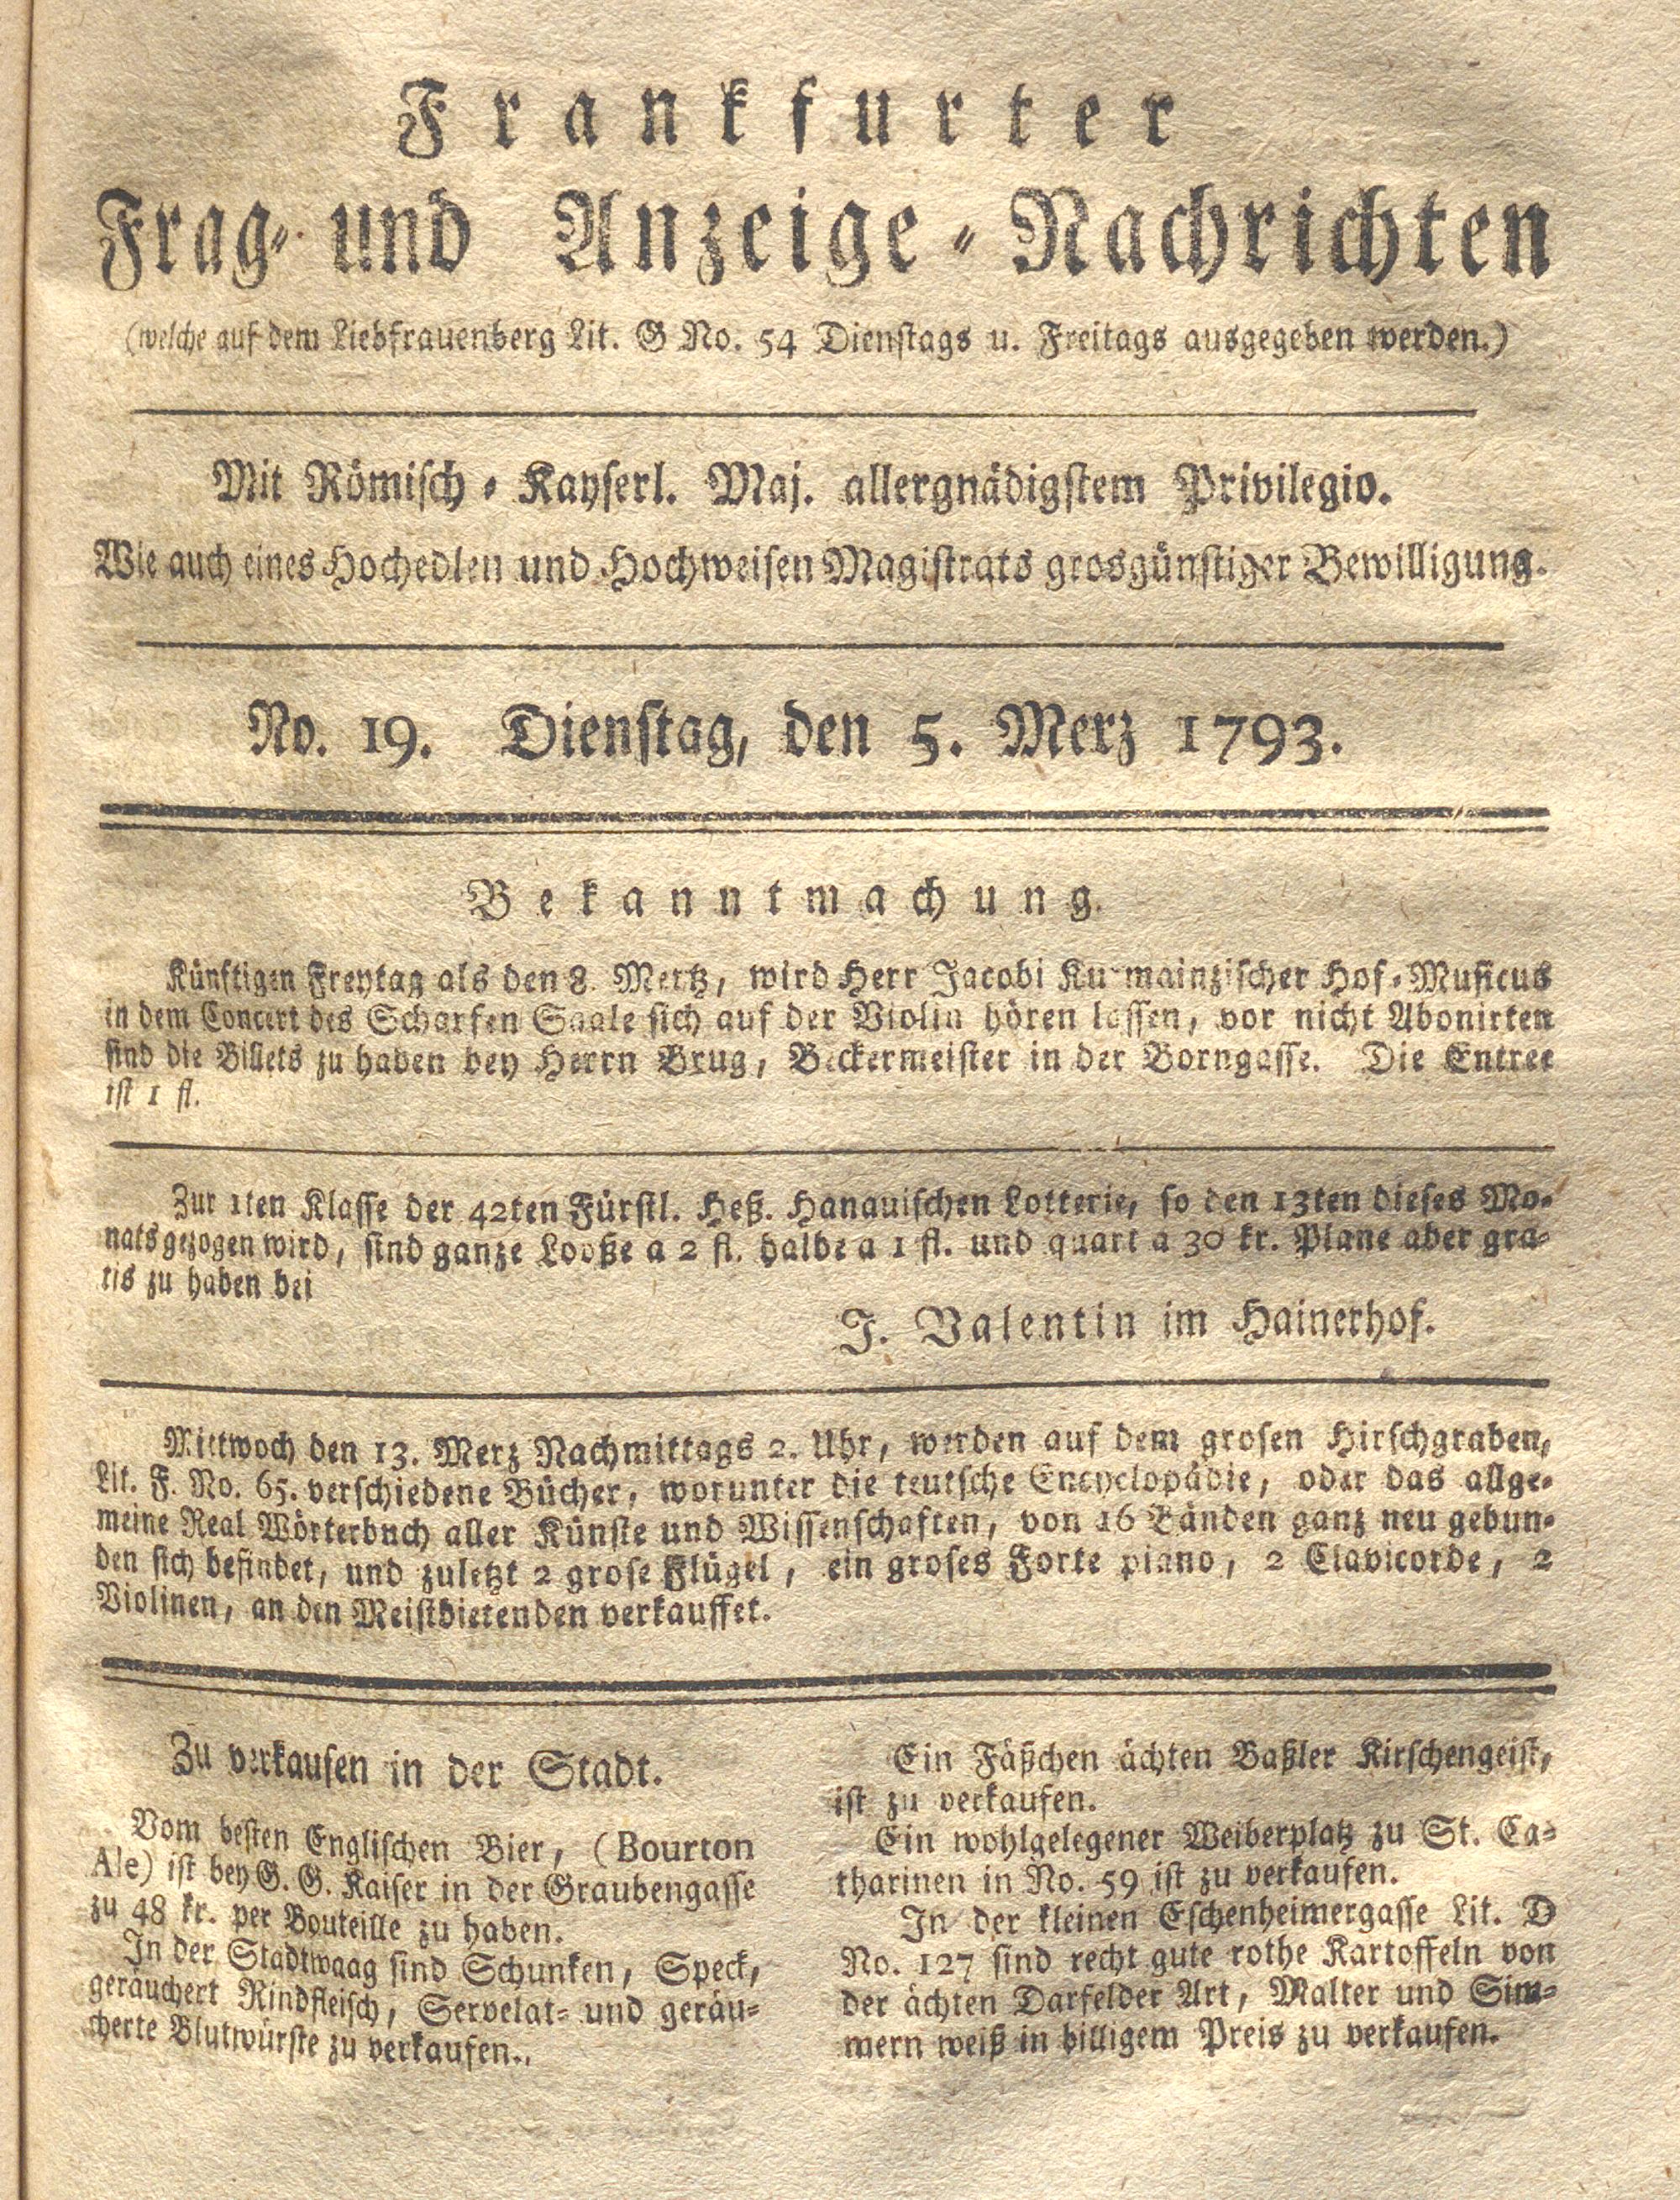 Frankfurter
Frag- und Anzeige-Nachrichten
(welche auf dem Liebfrauenberg Lit. G No. 54 Dienstags u. Freitags ausgegeben werden.)
Mit Römisch-Kayserl. Maj. allergnädigstem Privilegio.
Wie auch eines Hochedlen und Hochweisen Magistrats grosgünstiger Bewilligung.
No. 19. Dienstag, den 5. Merz 1793.
Bekanntmachung.
Künftigen Freytag als den 8. Mertz, wird Herr Jacobi Kurmainzischer Hof-Musicus
in dem Concert des Scharfen Saale sich auf der Violin hören lassen, vor nicht Abonirten
sind die Billets zu haben bey Herrn Brug, Beckermeister in der Borngasse. Die Entree
ist 1 fl.
Zur 1ten Klasse der 42ten Fürstl. Heß. Hanauischen Lotterie, so den 13ten dieses Mo-
nats gezogen wird, sind ganze Looße a 2 fl. halbe a 1 fl. und quart a 30 kr. Plane aber gra-
tis zu haben bei
J. Valentin im Hainerhof.
Mittwoch den 13. Merz Nachmittags 2. Uhr, werden auf dem grosen Hirschgraben,
Lit. F. No. 65. verschiedene Bücher, worunter die teutsche Encyclopädie, oder das allge-
meine Real Wörterbuch aller Künste und Wissenschaften, von 16 Bänden ganz neu gebun-
den sich befindet, und zuletzt 2 grose Flügel, ein groses Forte piano, 2 Clavicorde, 2
Violinen, an den Meistbietenden verkauffet.
Zu verkaufen in der Stadt.
Vom besten Englischen Bier, (Bourton
Ale) ist bey G. G. Kaiser in der Graubengasse
zu 48 kr. per Bouteille zu haben.
In der Stadtwaag sind Schunken, Speck,
geräuchert Rindfleisch, Servelat- und geräu-
cherte Blutwürste zu verkaufen.
Ein Fäßchen ächten Baßler Kirschengeist,
ist zu verkaufen.
Ein wohlgelegener Weiberplatz zu St. Ca-
tharinen in No. 59 ist zu verkaufen.
In der kleinen Eschenheimergasse Lit. D
No. 127 sind recht gute rothe Kartoffeln von
der ächten Darfelder Art, Malter und Sim-
mern weiß in billigem Preis zu verkaufen.